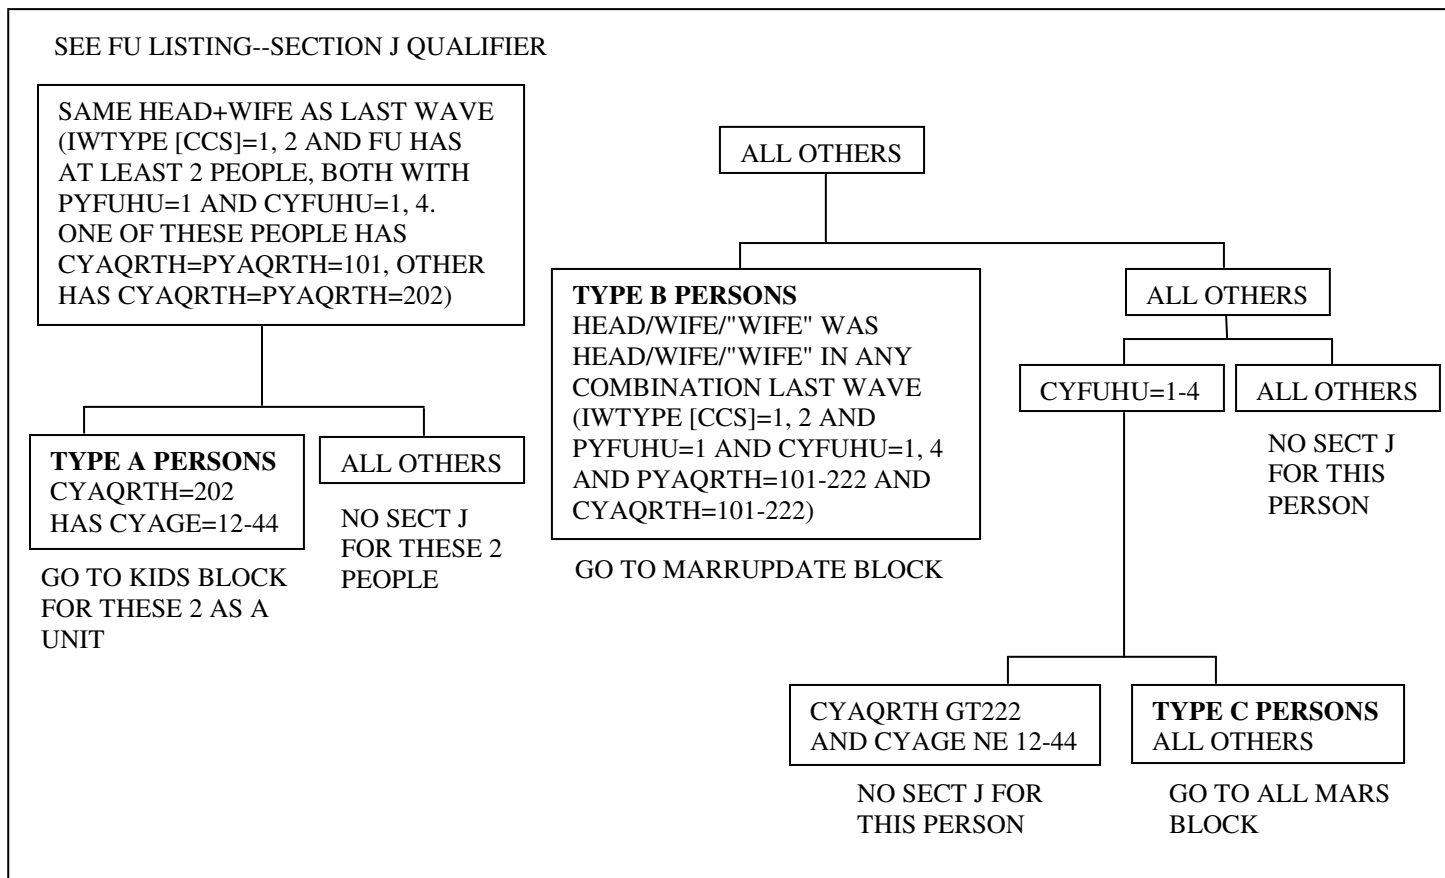 SEE FU LISTING--SECTION J QUALIFIER
SAME HEAD+WIFE AS LAST WAVE
(IWTYPE [CCS]=1, 2 AND FU HAS
AT LEAST 2 PEOPLE, BOTH WITH
PYFUHU=1 AND CYFUHU=1, 4.
ONE OF THESE PEOPLE HAS
CYAQRTH=PYAQRTH=101, OTHER
HAS CYAQRTH=PYAQRTH=202)
ALL OTHERS
TYPE A PERSONS
CYAQRTH=202
HAS CYAGE=12-44
GO TO KIDS BLOCK
FOR THESE 2 AS A
UNIT
ALL OTHERS
NO SECT J
FOR THESE 2
PEOPLE
TYPE B PERSONS
HEAD/WIFE/"WIFE" WAS
HEAD/WIFE/"WIFE" IN ANY
COMBINATION LAST WAVE
(IWTYPE [CCS]=1, 2 AND
PYFUHU=1 AND CYFUHU=1, 4
AND PYAQRTH=101-222 AND
CYAQRTH=101-222)
GO TO MARRUPDATE BLOCK
ALL OTHERS
CYFUHU=1-4
ALL OTHERS
NO SECT J
FOR THIS
PERSON
CYAQRTH GT222
AND CYAGE NE 12-44
NO SECT J FOR
THIS PERSON
TYPE C PERSONS
ALL OTHERS
GO TO ALL MARS
BLOCK